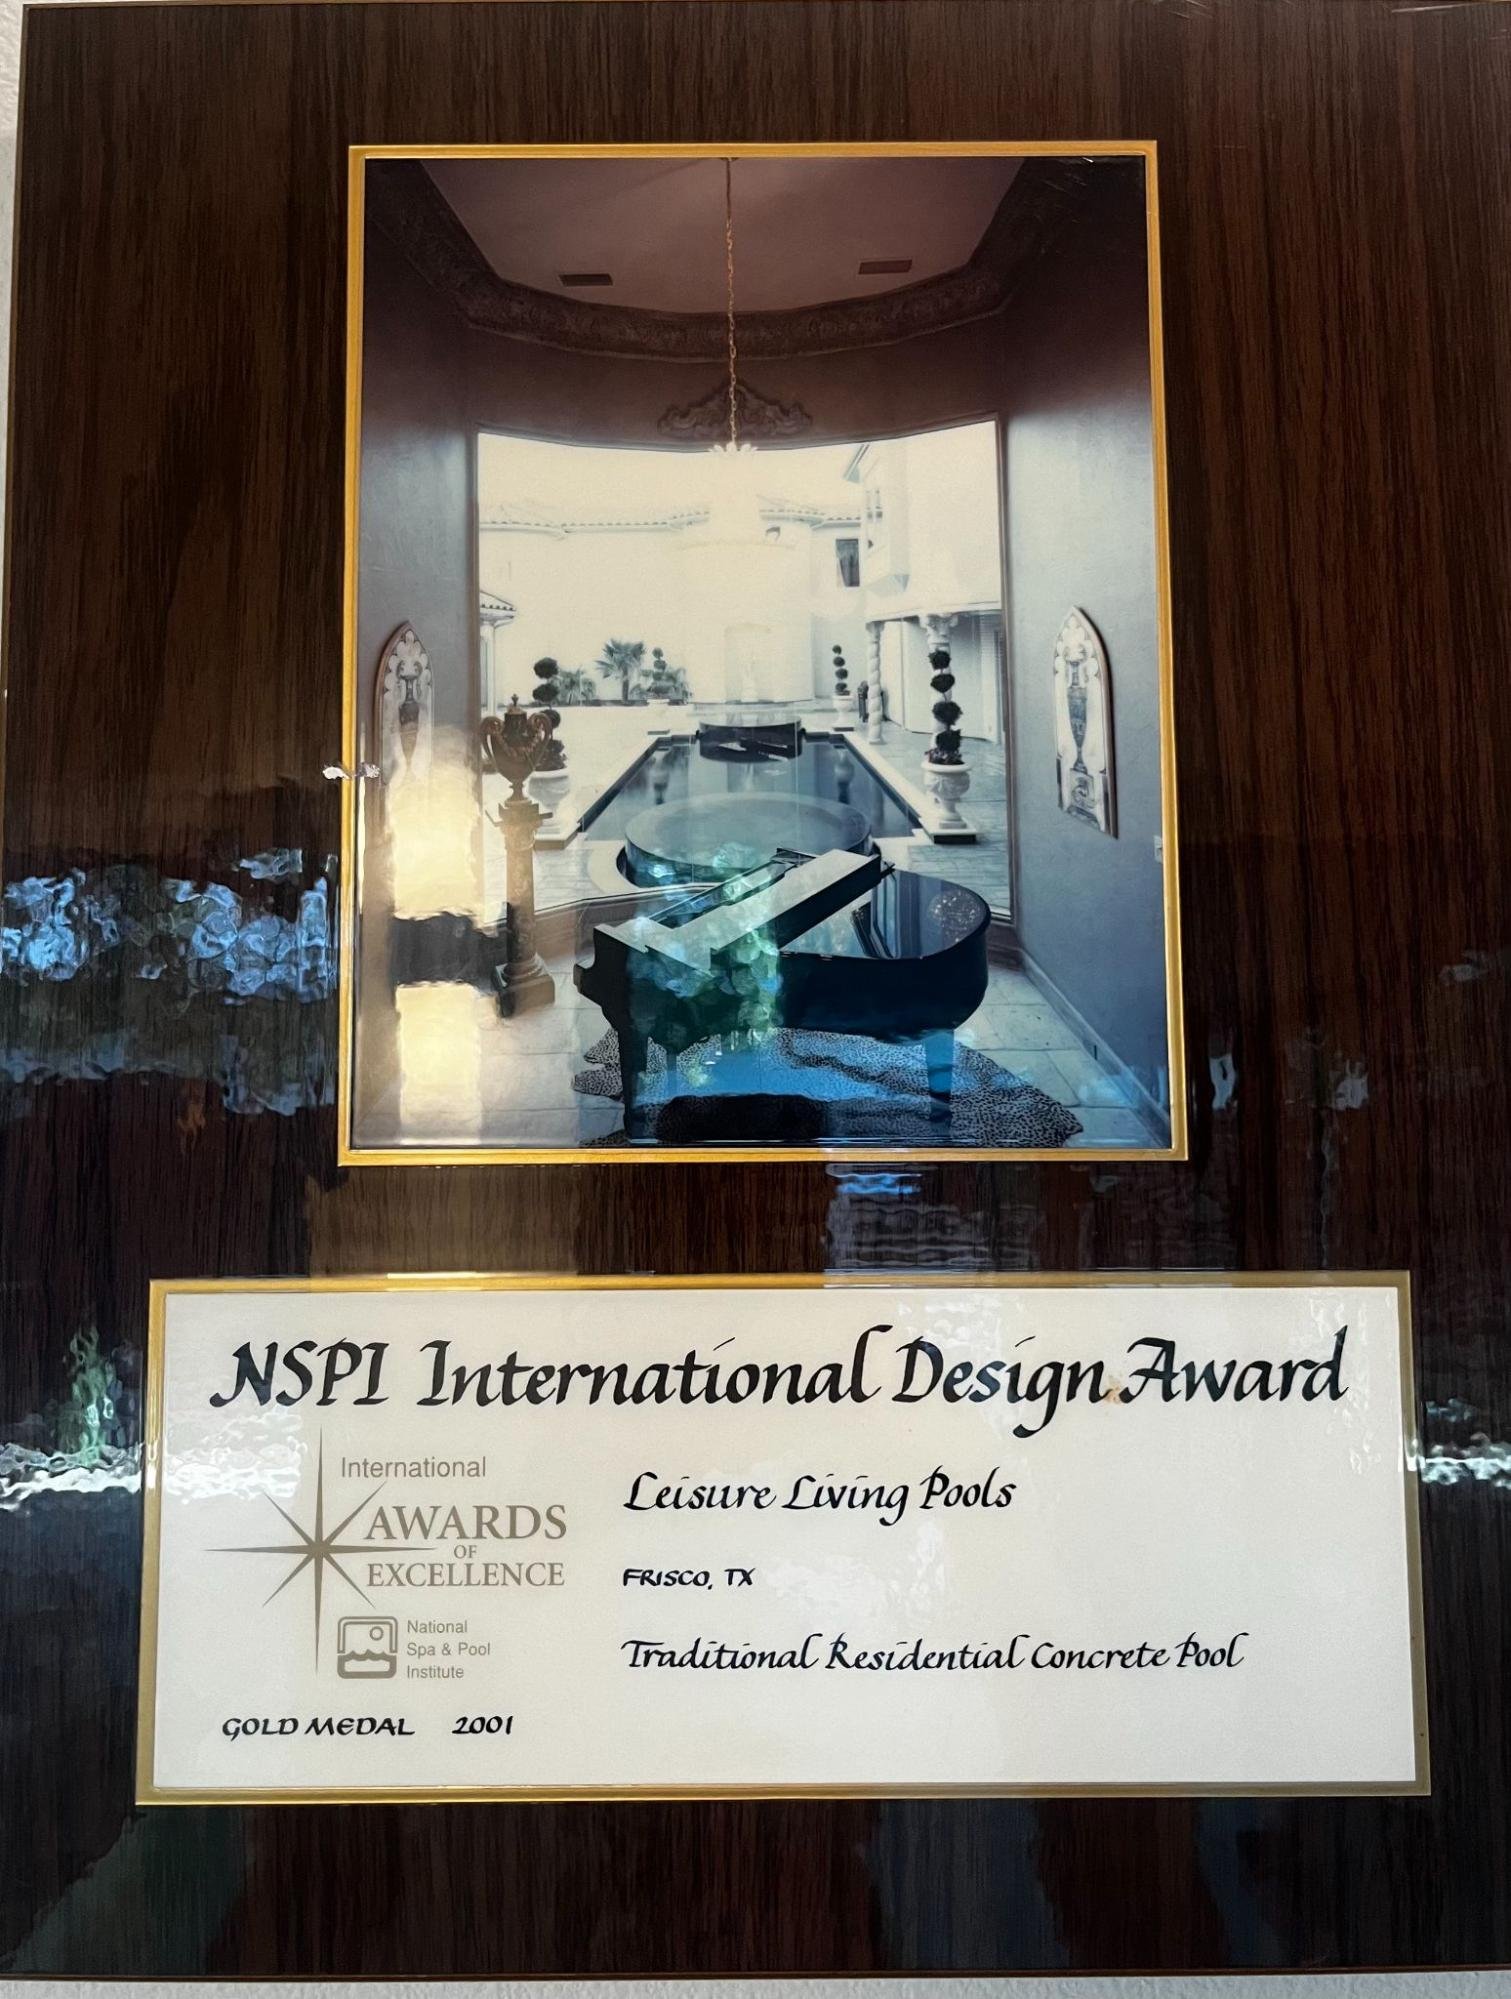 NSPI International Design Award
International
AWARDS
OF
EXCELLENCE
National
Spa & Pool
Institute
GOLD MEDAL 2001
Leisure Living Pools
FRISCO, TX
Traditional Residential Concrete Pool